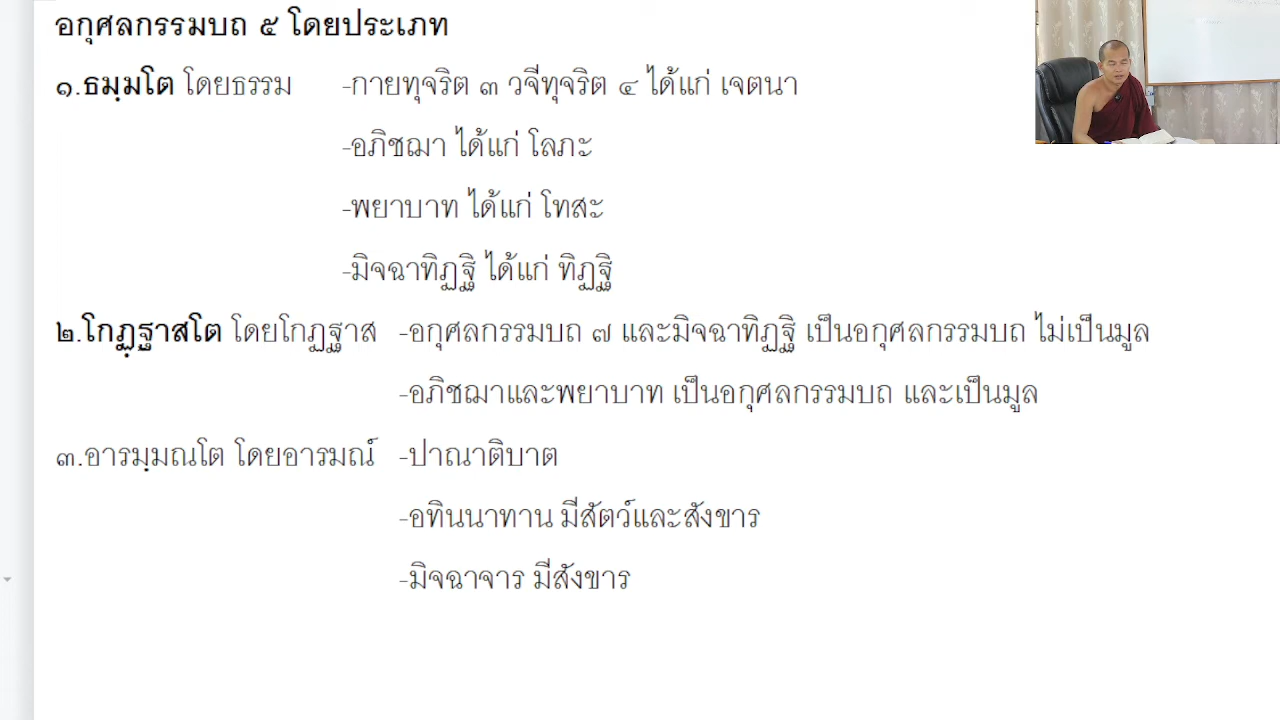 อกุศลกรรมบถ ๕ โดยประเภท
๑.ธมฺมโต โดยธรรม -กายทุจริต ๓ วจีทุจริต ๔ ได้แก่ เจตนา
-อภิชฌา ได้แก่ โลภะ
-พยาบาท ได้แก่ โทสะ
-มิจฉาทิฏฐิ ได้แก่ ทิฏฐิ
๒.โกฏฺฐาสโต โดยโกฏฐาส -อกุศลกรรมบถ ๗ และมิจฉาทิฏฐิ เป็นอกุศลกรรมบถ ไม่เป็นมูล
-อภิชฌาและพยาบาท เป็นอกุศลกรรมบถ และเป็นมูล
๓.อารมฺมณโต โดยอารมณ์ -ปาณาติบาต
-อทินนาทาน มีสัตว์และสังขาร
-มิจฉาจาร มีสังขาร